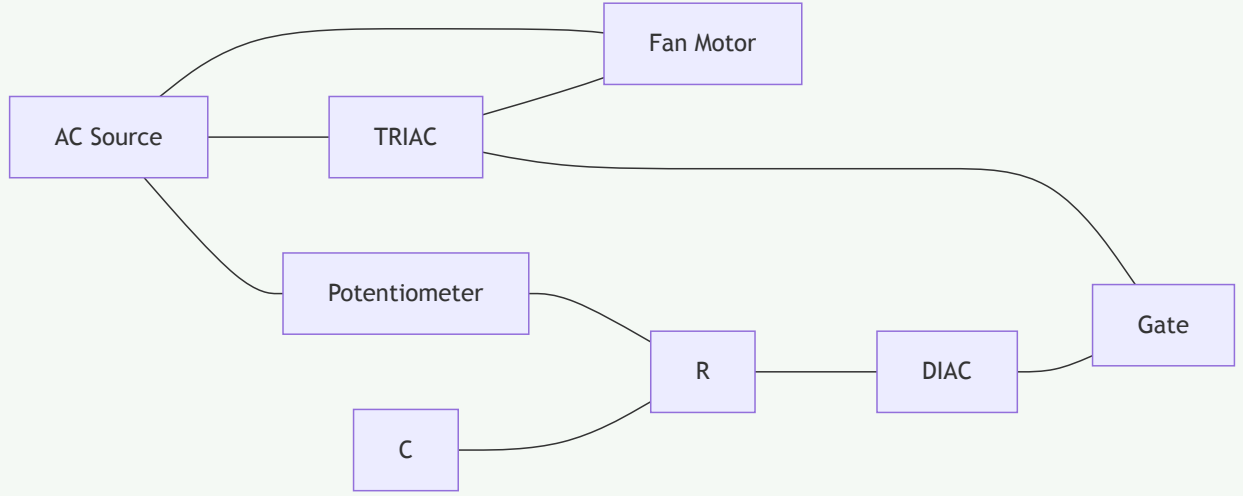 Fan Motor
AC Source
TRIAC
Potentiometer
Gate
R
DIAC
C